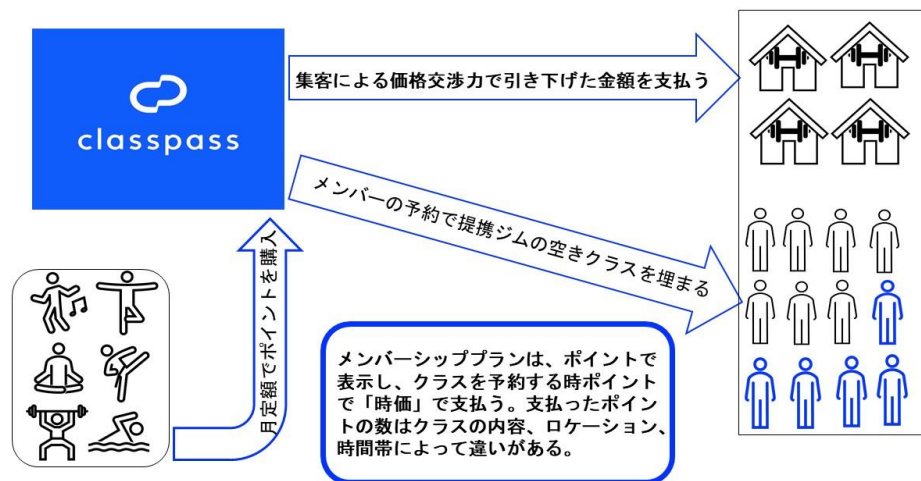 classpass
集客による価格交渉力で引き下げた金額を支払う
メンバーの予約で提携ジムの空きクラスを埋まる
月定額でポイントを購入
メンバーシッププランは、ポイントで
表示し、クラスを予約する時ポイント
で「時価」で支払う。支払ったポイン
トの数はクラスの内容、ロケーション、
時間帯によって違いがある。